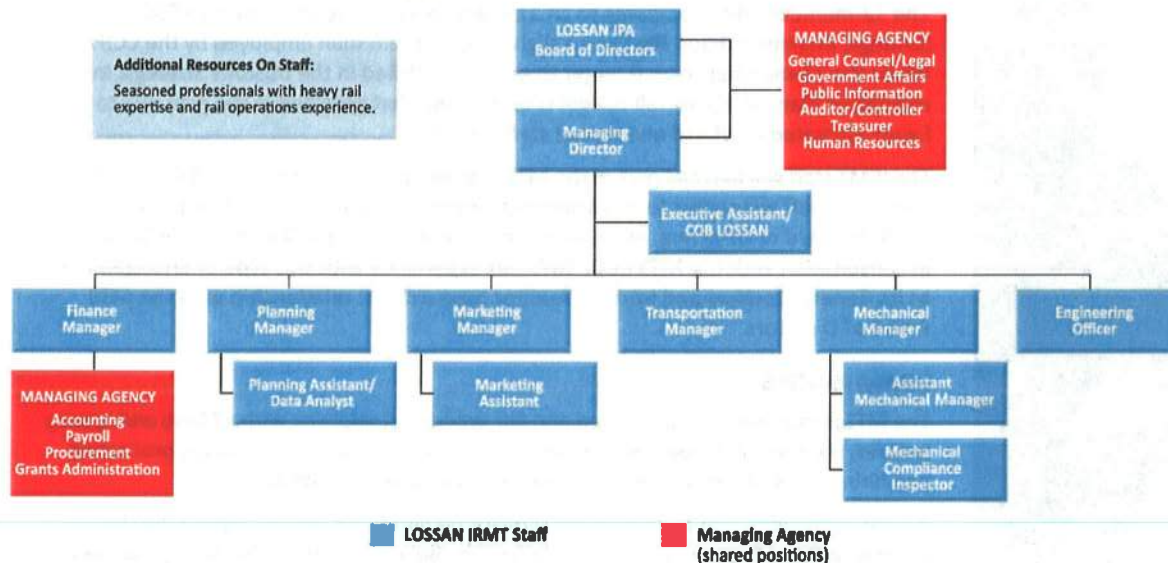 Additional Resources On Staff:
Seasoned professionals with heavy rail
expertise and rail operations experience.
LOSSAN JPA
Board of Directors
MANAGING AGENCY
General Counsel/Legal
Government Affairs
Public Information
Auditor/Controller
Treasurer
Human Resources
Managing
Director
Executive Assistant/
COB LOSSAN
Finance
Manager
Planning
Manager
Marketing
Manager
Transportation
Manager
Mechanical
Manager
Engineering
Officer
MANAGING AGENCY
Accounting
Payroll
Procurement
Grants Administration
Planning Assistant/
Data Analyst
Marketing
Assistant
Assistant
Mechanical Manager
Mechanical
Compliance
Inspector
LOSSAN IRMT Staff
Managing Agency
(shared positions)